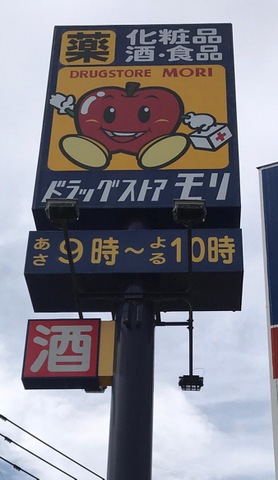 薬 化粧品
酒・食品
DRUGSTORE MORI
ドラッグストア モリ
あさ9時～よる10時
酒